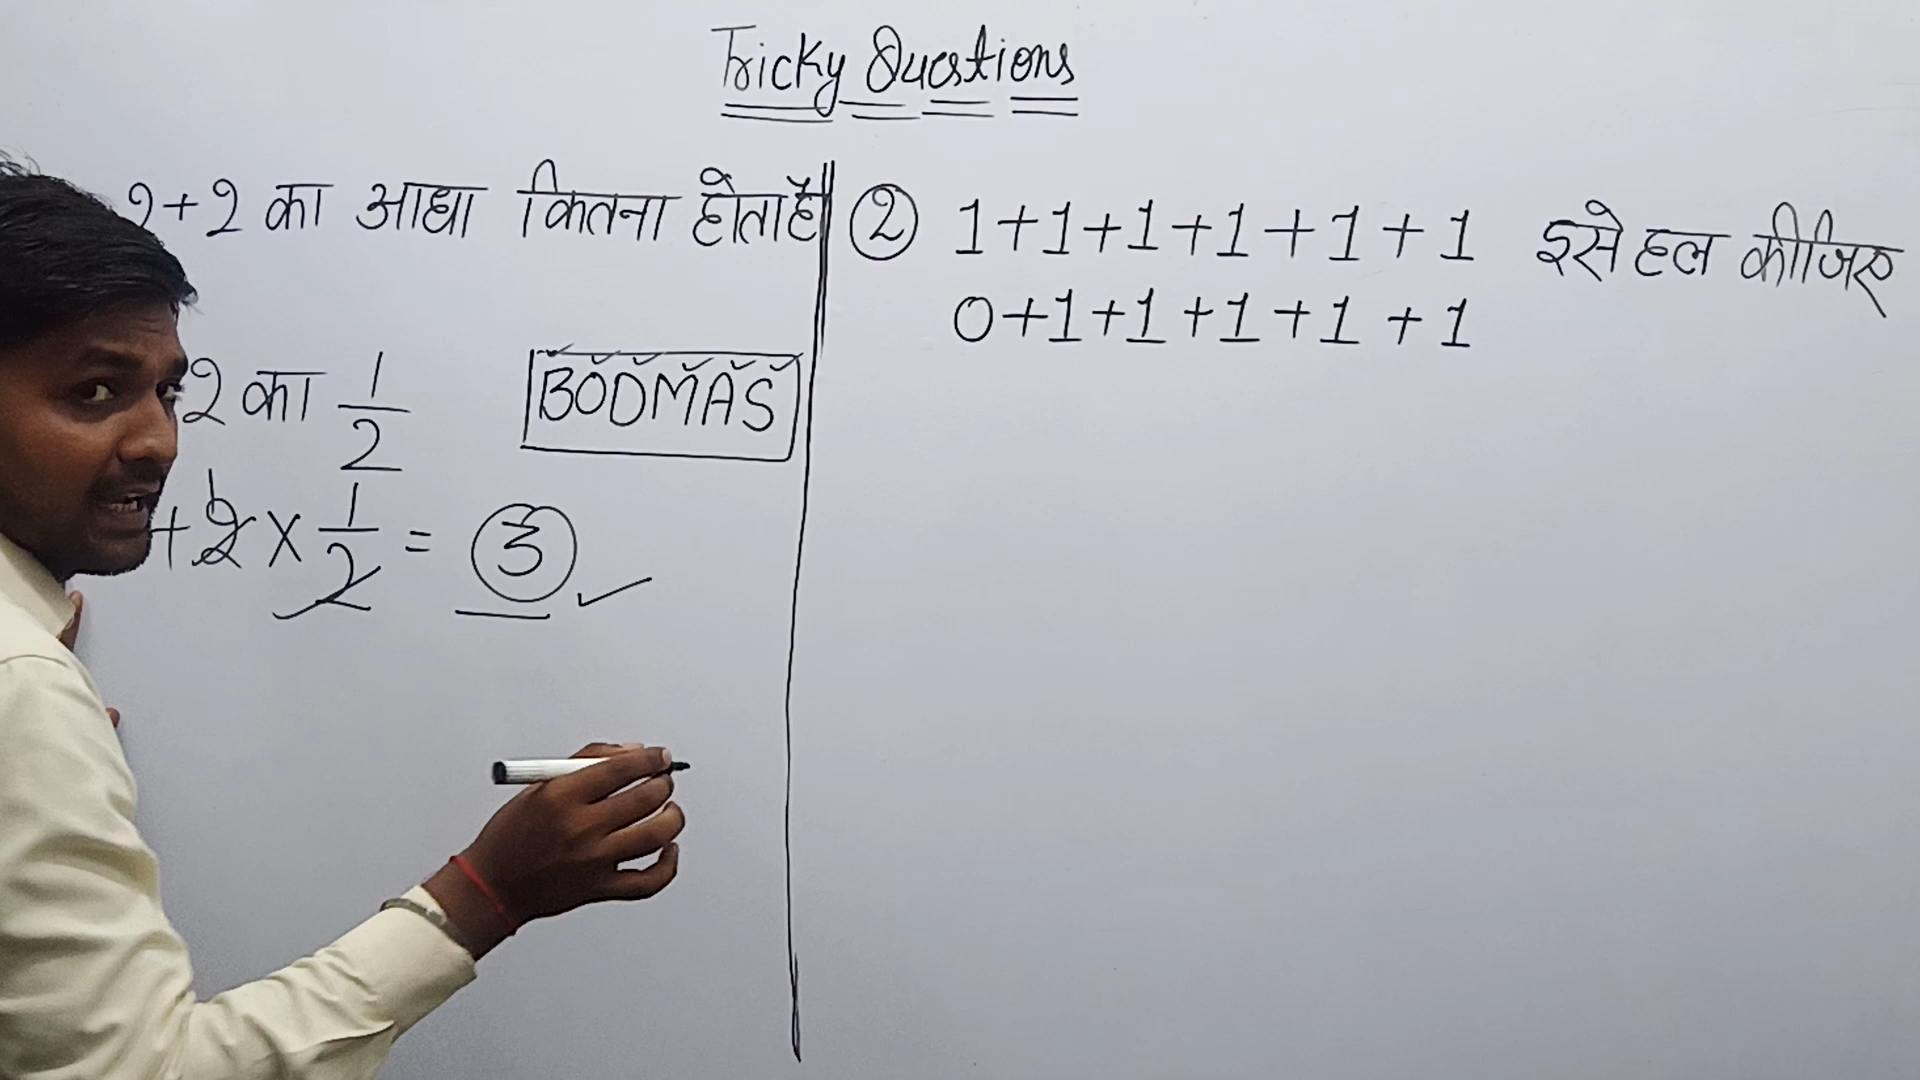 Tricky Questions
2+2 का आधा कितना होता है
2 का 1/2
BODMAS
+ 2 × 1/2 = 3 ✓
② 1+1+1+1+1+1 इसे हल कीजिए
0+1+1+1+1+1